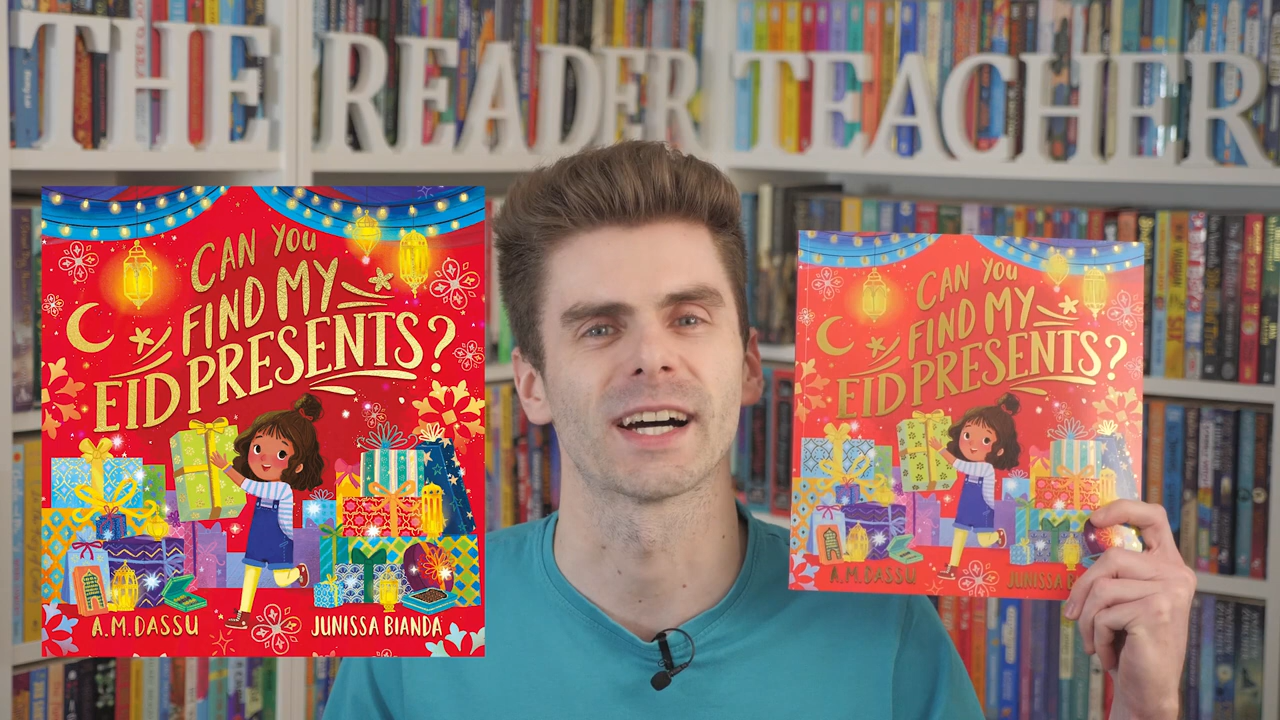 THE READER TEACHER
CAN YOU
FIND MY
EID PRESENTS?
A.M.DASSU
JUNISSA BIANDA
CAN YOU
FIND MY
EID PRESENTS?
A.M.DASSU
JUNISSA B